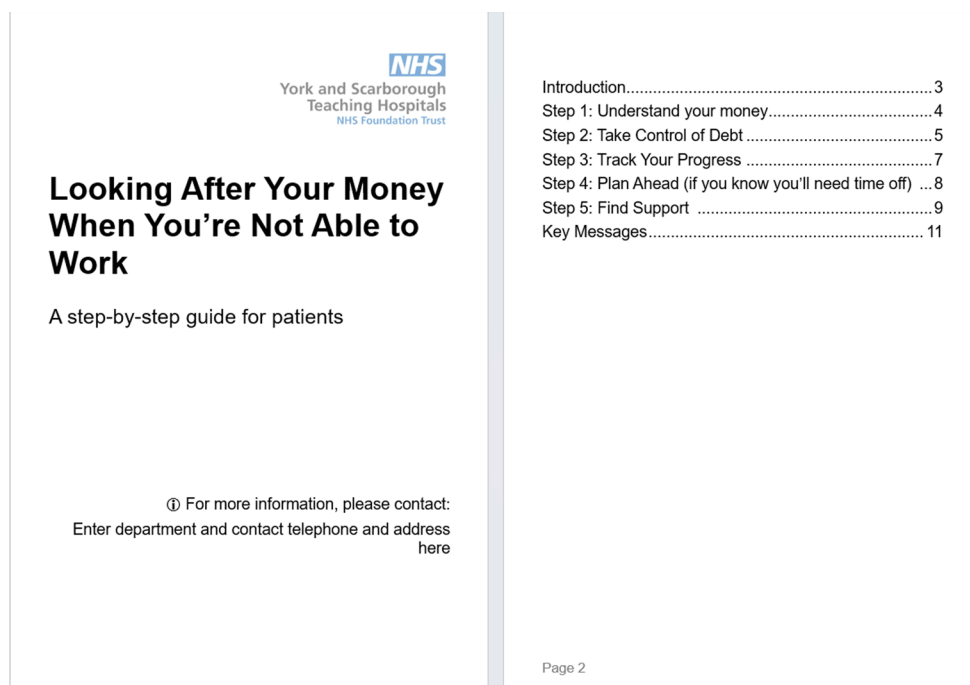 NHS
York and Scarborough
Teaching Hospitals
NHS Foundation Trust
Looking After Your Money
When You’re Not Able to
Work
A step-by-step guide for patients
ⓘ For more information, please contact:
Enter department and contact telephone and address
here
Introduction.....................................................................3
Step 1: Understand your money.....................................4
Step 2: Take Control of Debt ..........................................5
Step 3: Track Your Progress ..........................................7
Step 4: Plan Ahead (if you know you’ll need time off) ...8
Step 5: Find Support .....................................................9
Key Messages.............................................................. 11
Page 2